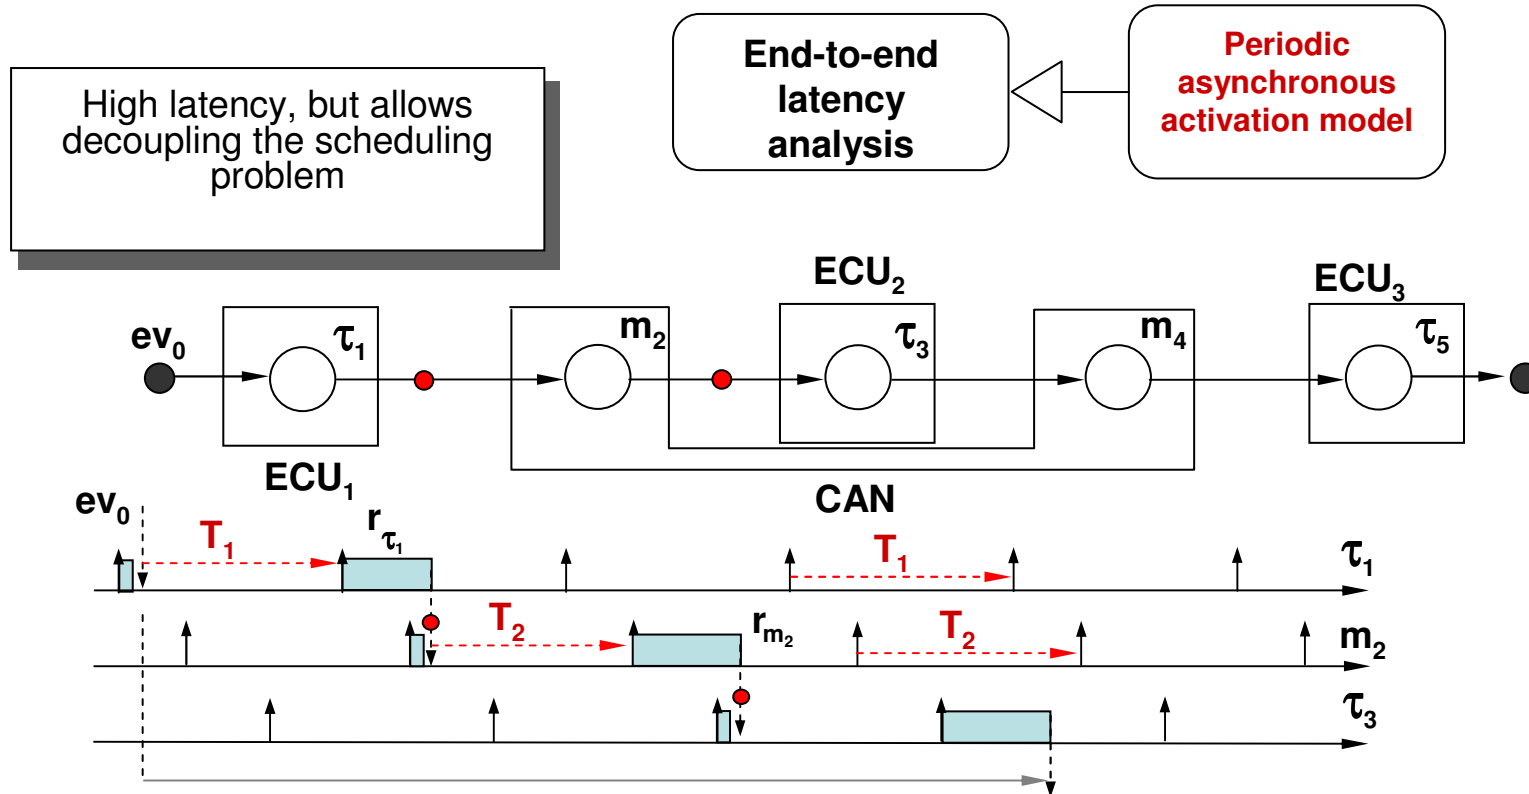 High latency, but allows
decoupling the scheduling
problem
End-to-end
latency
analysis
Periodic
asynchronous
activation model
ECU2
ECU3
ev0
τ1
m2
τ3
m4
τ5
ECU1
CAN
ev0
T1
rτ1
T1
τ1
T2
rm2
T2
m2
τ3